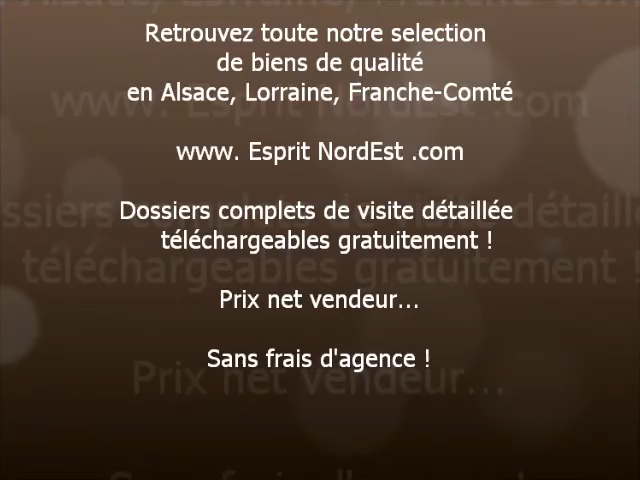 Retrouvez toute notre selection
de biens de qualité
en Alsace, Lorraine, Franche-Comté
www. Esprit NordEst .com
Dossiers complets de visite détaillée
téléchargeables gratuitement !
Prix net vendeur...
Sans frais d'agence !